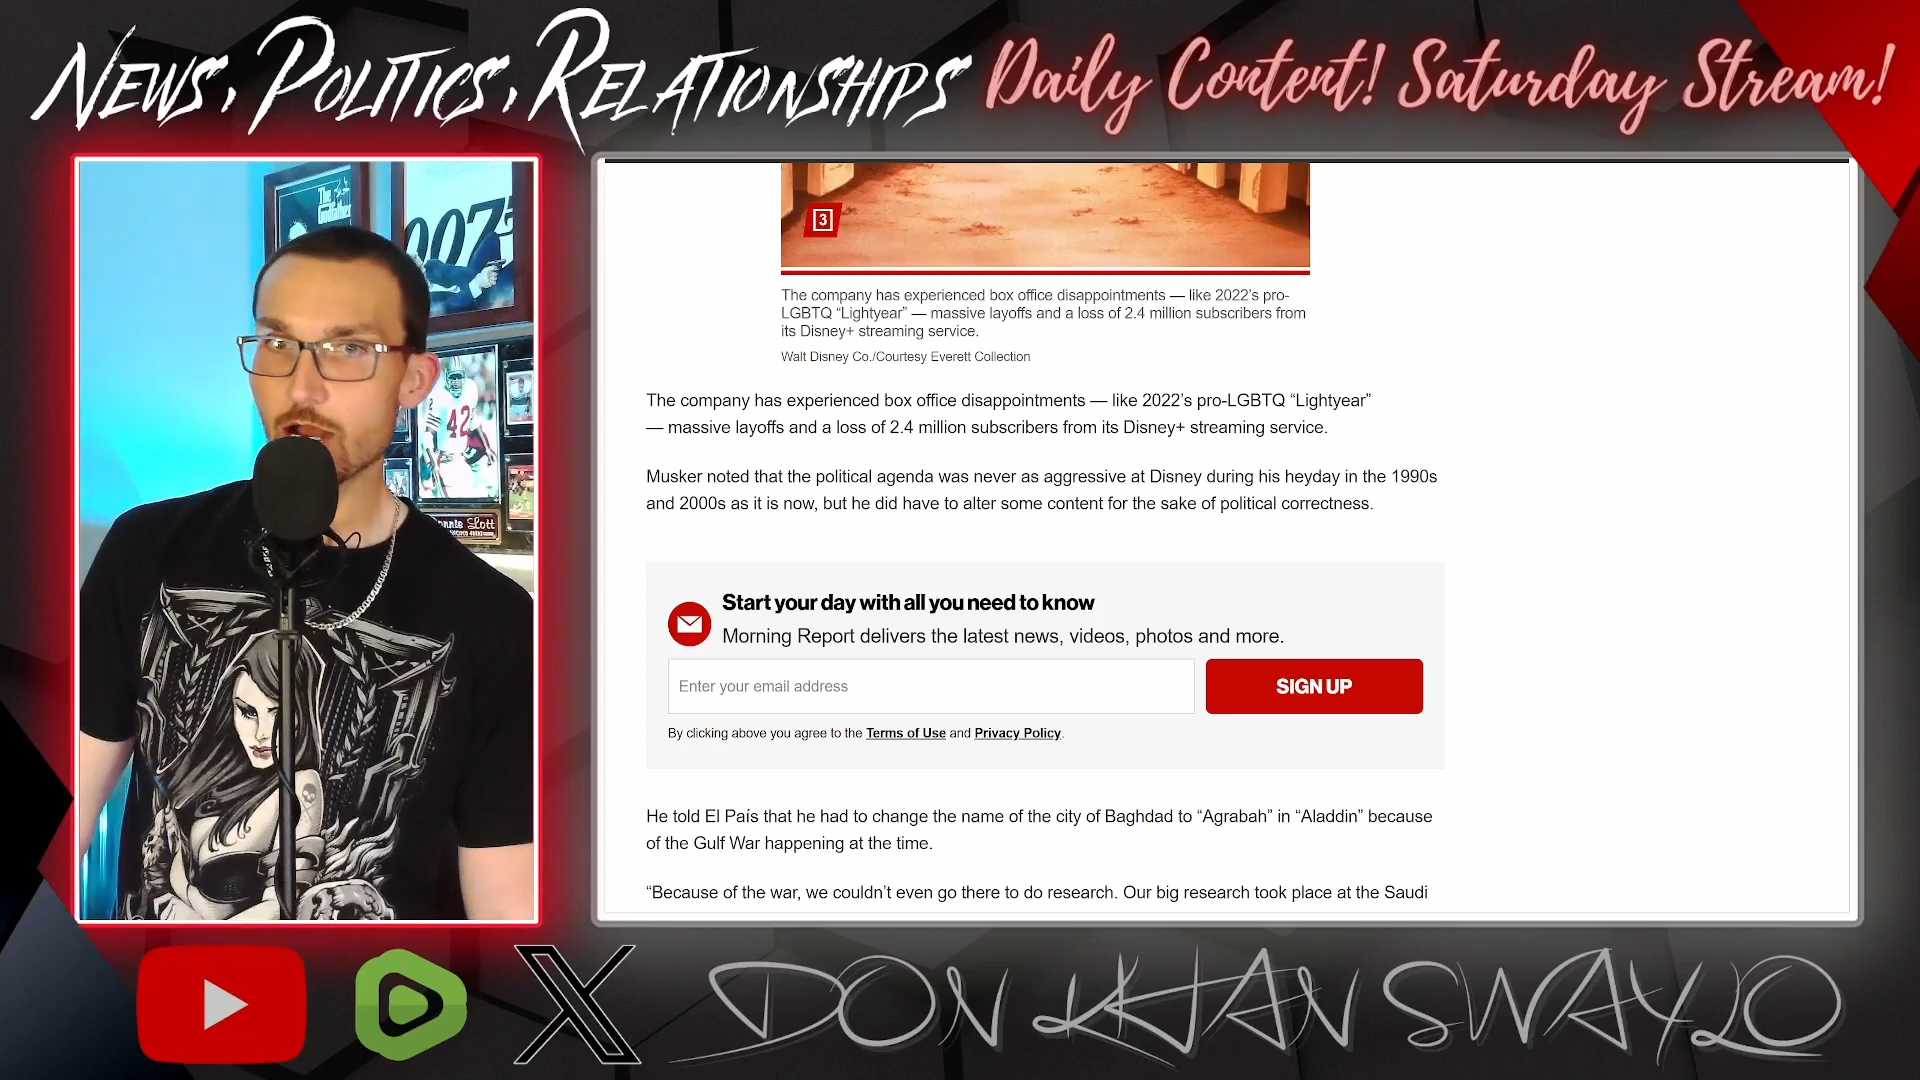 NEWS, POLITICS, RELATIONSHIPS
Daily Content! Saturday Stream!
The
Godfather
007
42
onnie Lott
3
The company has experienced box office disappointments — like 2022’s pro-
LGBTQ “Lightyear” — massive layoffs and a loss of 2.4 million subscribers from
its Disney+ streaming service.
Walt Disney Co./Courtesy Everett Collection
The company has experienced box office disappointments — like 2022’s pro-LGBTQ “Lightyear”
— massive layoffs and a loss of 2.4 million subscribers from its Disney+ streaming service.
Musker noted that the political agenda was never as aggressive at Disney during his heyday in the 1990s
and 2000s as it is now, but he did have to alter some content for the sake of political correctness.
Start your day with all you need to know
Morning Report delivers the latest news, videos, photos and more.
Enter your email address
SIGN UP
By clicking above you agree to the Terms of Use and Privacy Policy.
He told El País that he had to change the name of the city of Baghdad to “Agrabah” in “Aladdin” because
of the Gulf War happening at the time.
“Because of the war, we couldn’t even go there to do research. Our big research took place at the Saudi
X
DON KHAN SWAYLO